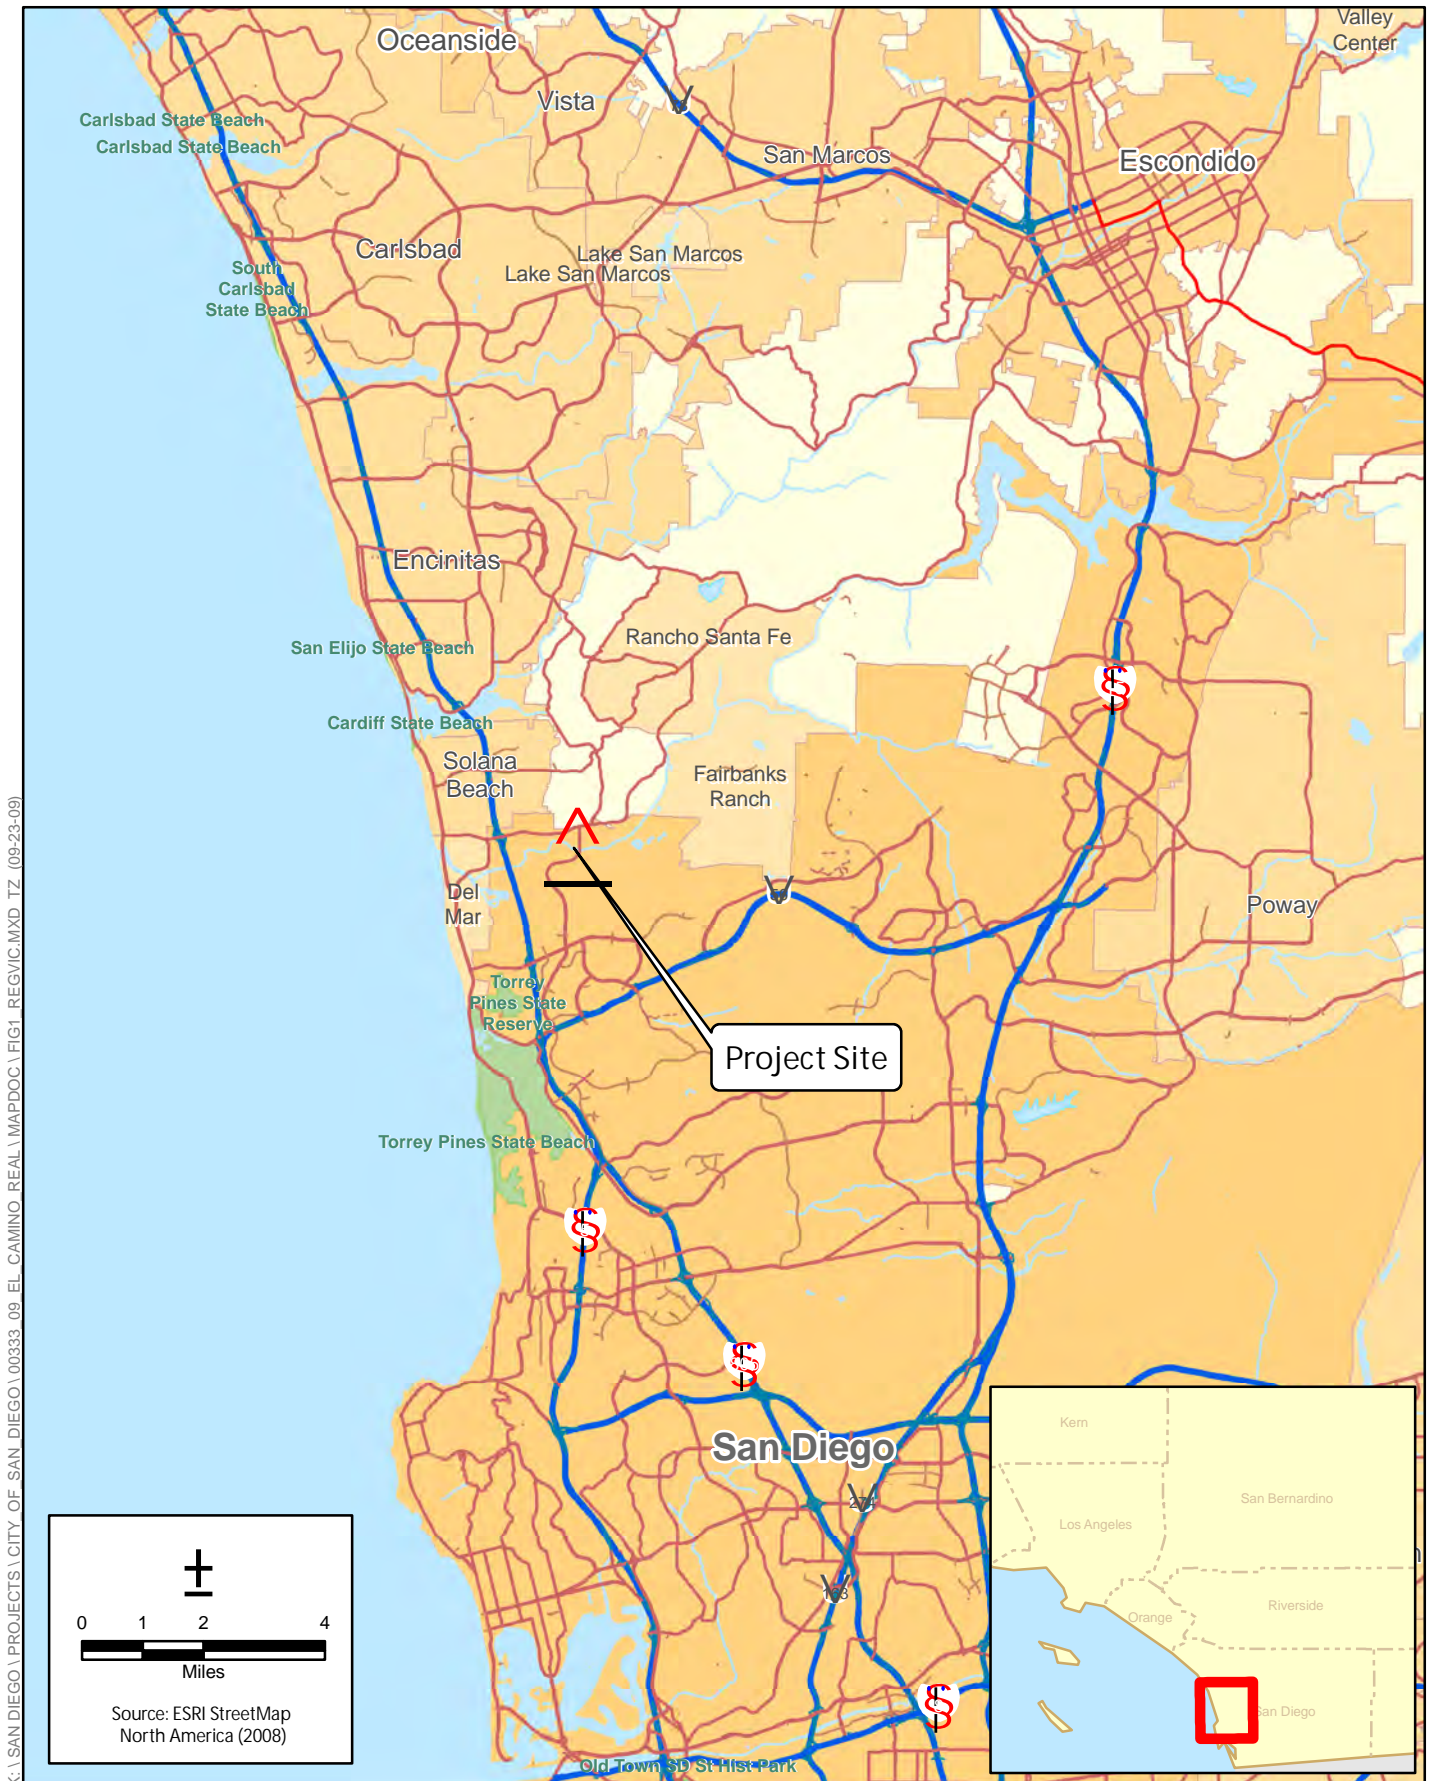 Valley
Center
Oceanside
Vista
Carlsbad State Beach
Carlsbad State Beach
San Marcos
Escondido
Carlsbad
Lake San Marcos
Lake San Marcos
South
Carlsbad
State Beach
Encinitas
Rancho Santa Fe
San Elijo State Beach
Cardiff State Beach
Solana
Beach
Fairbanks
Ranch
Del
Mar
Poway
Torrey
Pines State
Reserve
Project Site
Torrey Pines State Beach
San Diego
274
163
Old Town SD St Hist Park
0 1 2 4
Miles
Source: ESRI StreetMap
North America (2008)
Kern
San Bernardino
Los Angeles
Orange
Riverside
San Diego
K: \ SAN DIEGO \ PROJECTS \ CITY_OF_SAN_DIEGO \ 00333_09_EL_CAMINO_REAL \ MAPDOC \ FIG1_REGVIC.MXD TZ (09-23-09)